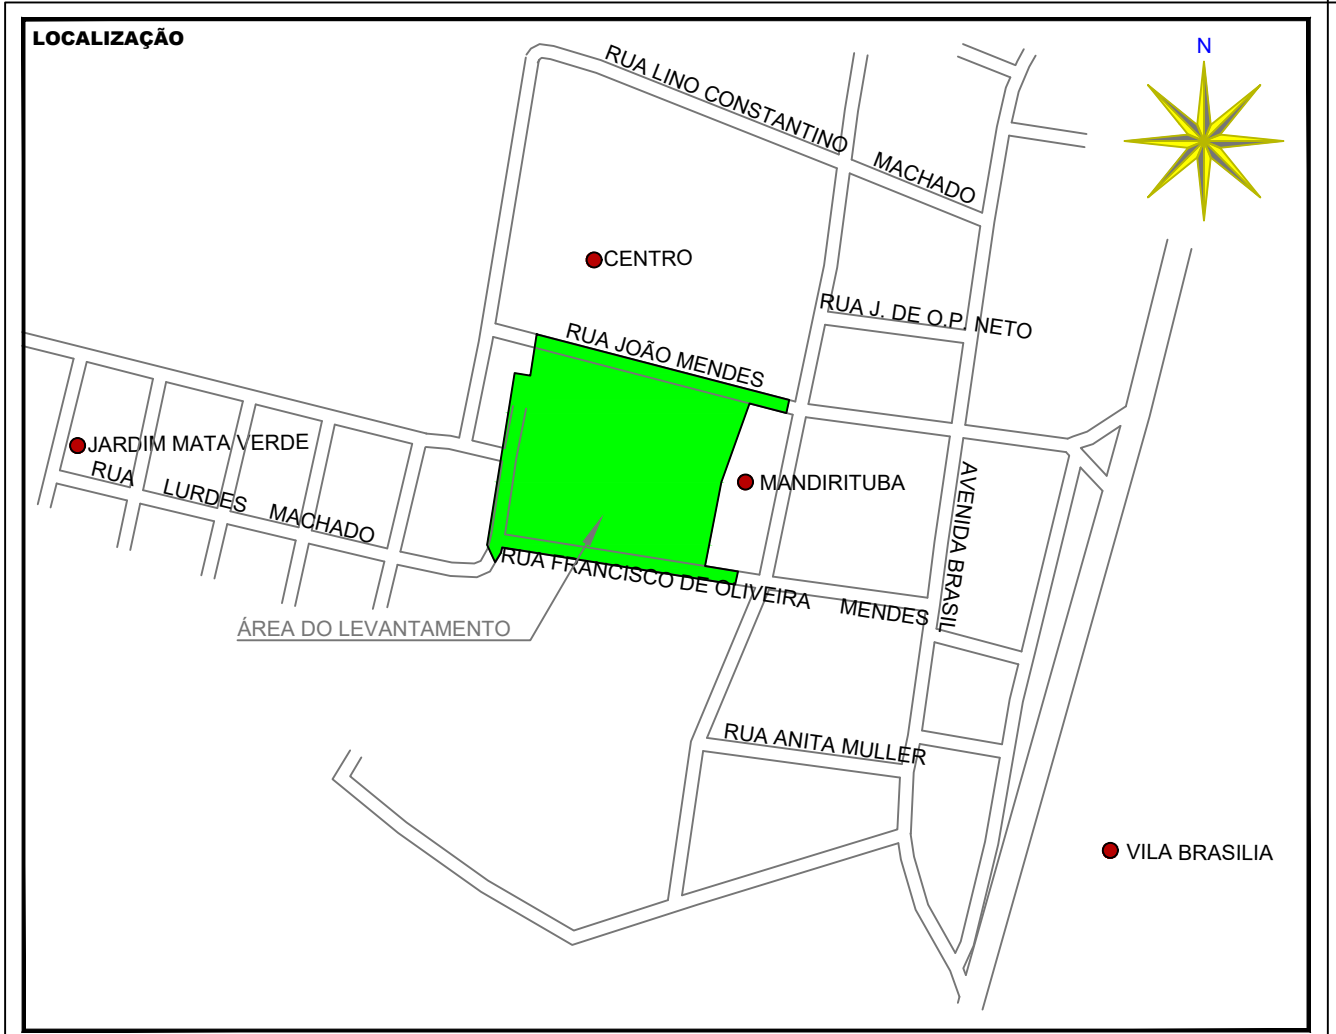 LOCALIZAÇÃO
N
RUA LINO CONSTANTINO MACHADO
CENTRO
RUA J. DE O.P. NETO
RUA JOÃO MENDES
JARDIM MATA VERDE
RUA LURDES MACHADO
MANDIRITUBA
AVENIDA BRASIL
RUA FRANCISCO DE OLIVEIRA MENDES
ÁREA DO LEVANTAMENTO
RUA ANITA MULLER
VILA BRASILIA